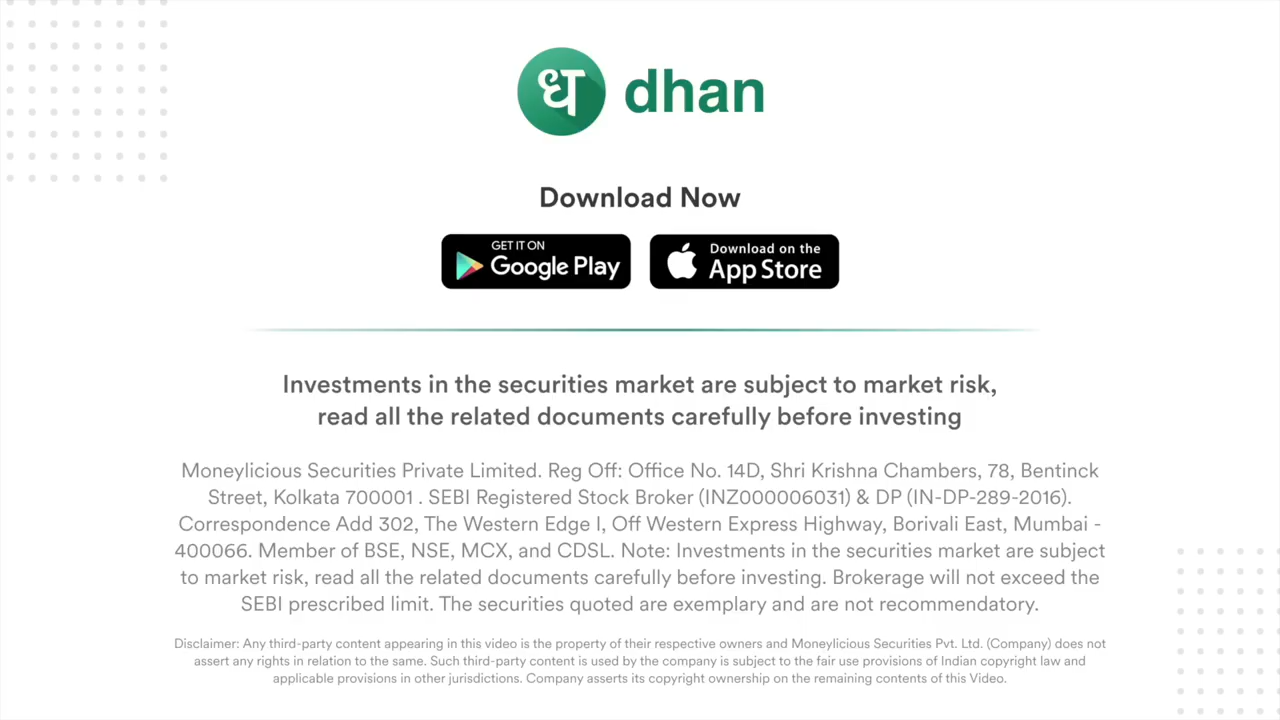 ध dhan
Download Now
GET IT ON
Google Play
Download on the
App Store
Investments in the securities market are subject to market risk,
read all the related documents carefully before investing
Moneylicious Securities Private Limited. Reg Off: Office No. 14D, Shri Krishna Chambers, 78, Bentinck
Street, Kolkata 700001 . SEBI Registered Stock Broker (INZ000006031) & DP (IN-DP-289-2016).
Correspondence Add 302, The Western Edge I, Off Western Express Highway, Borivali East, Mumbai -
400066. Member of BSE, NSE, MCX, and CDSL. Note: Investments in the securities market are subject
to market risk, read all the related documents carefully before investing. Brokerage will not exceed the
SEBI prescribed limit. The securities quoted are exemplary and are not recommendatory.
Disclaimer: Any third-party content appearing in this video is the property of their respective owners and Moneylicious Securities Pvt. Ltd. (Company) does not
assert any rights in relation to the same. Such third-party content is used by the company is subject to the fair use provisions of Indian copyright law and
applicable provisions in other jurisdictions. Company asserts its copyright ownership on the remaining contents of this Video.